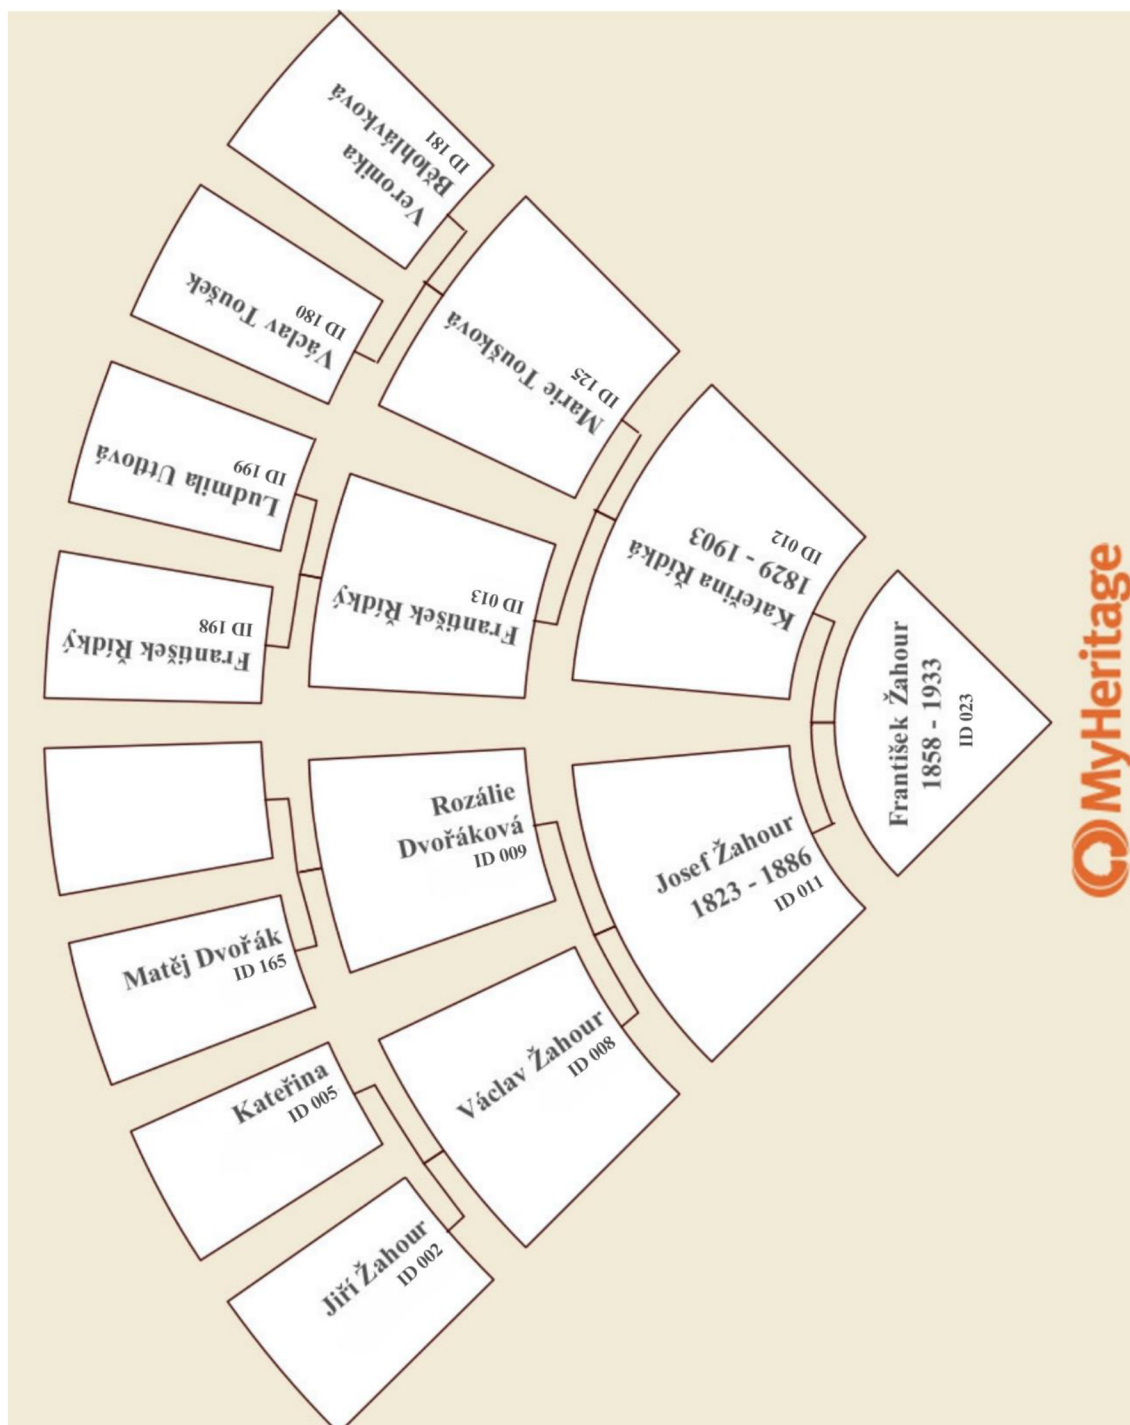 Veronika
Bělohlávková
ID 181
Václav Toušek
ID 180
Ludmila Uttlová
ID 199
František Řídký
ID 198
Matěj Dvořák
ID 165
Kateřina
ID 005
Jiří Žahour
ID 002
Marie Toušková
ID 125
František Řídký
ID 013
Rozálie
Dvořáková
ID 009
Václav Žahour
ID 008
Kateřina Řídká
1829 - 1903
ID 012
Josef Žahour
1823 - 1886
ID 011
František Žahour
1858 - 1933
ID 023
MyHeritage